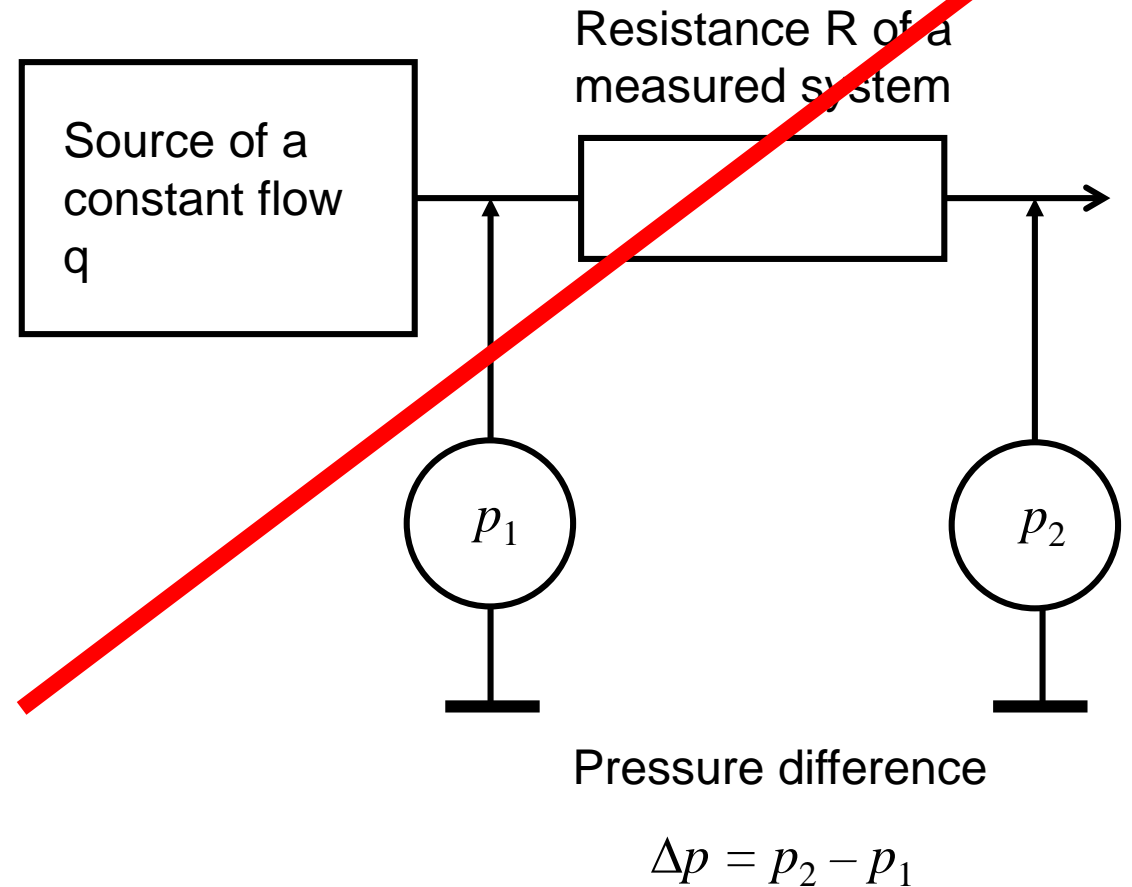 Resistance R of a
measured system
Source of a
constant flow
q
p₁
p₂
Pressure difference
Δp = p₂ – p₁